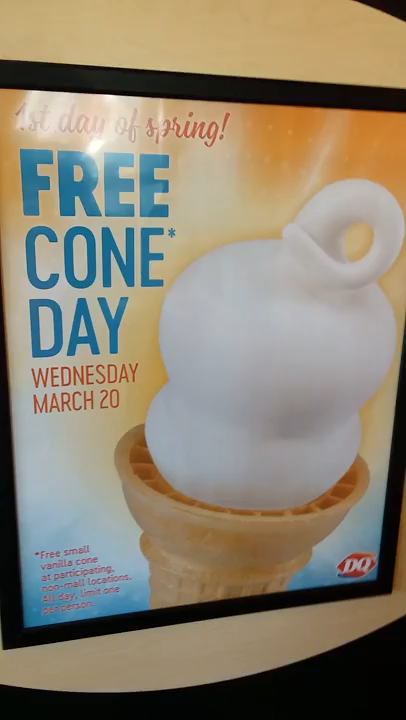 1st day of spring!
FREE
CONE*
DAY
WEDNESDAY
MARCH 20
*Free small
vanilla cone
at participating,
non-mall locations.
All day, limit one
per person.
DQ